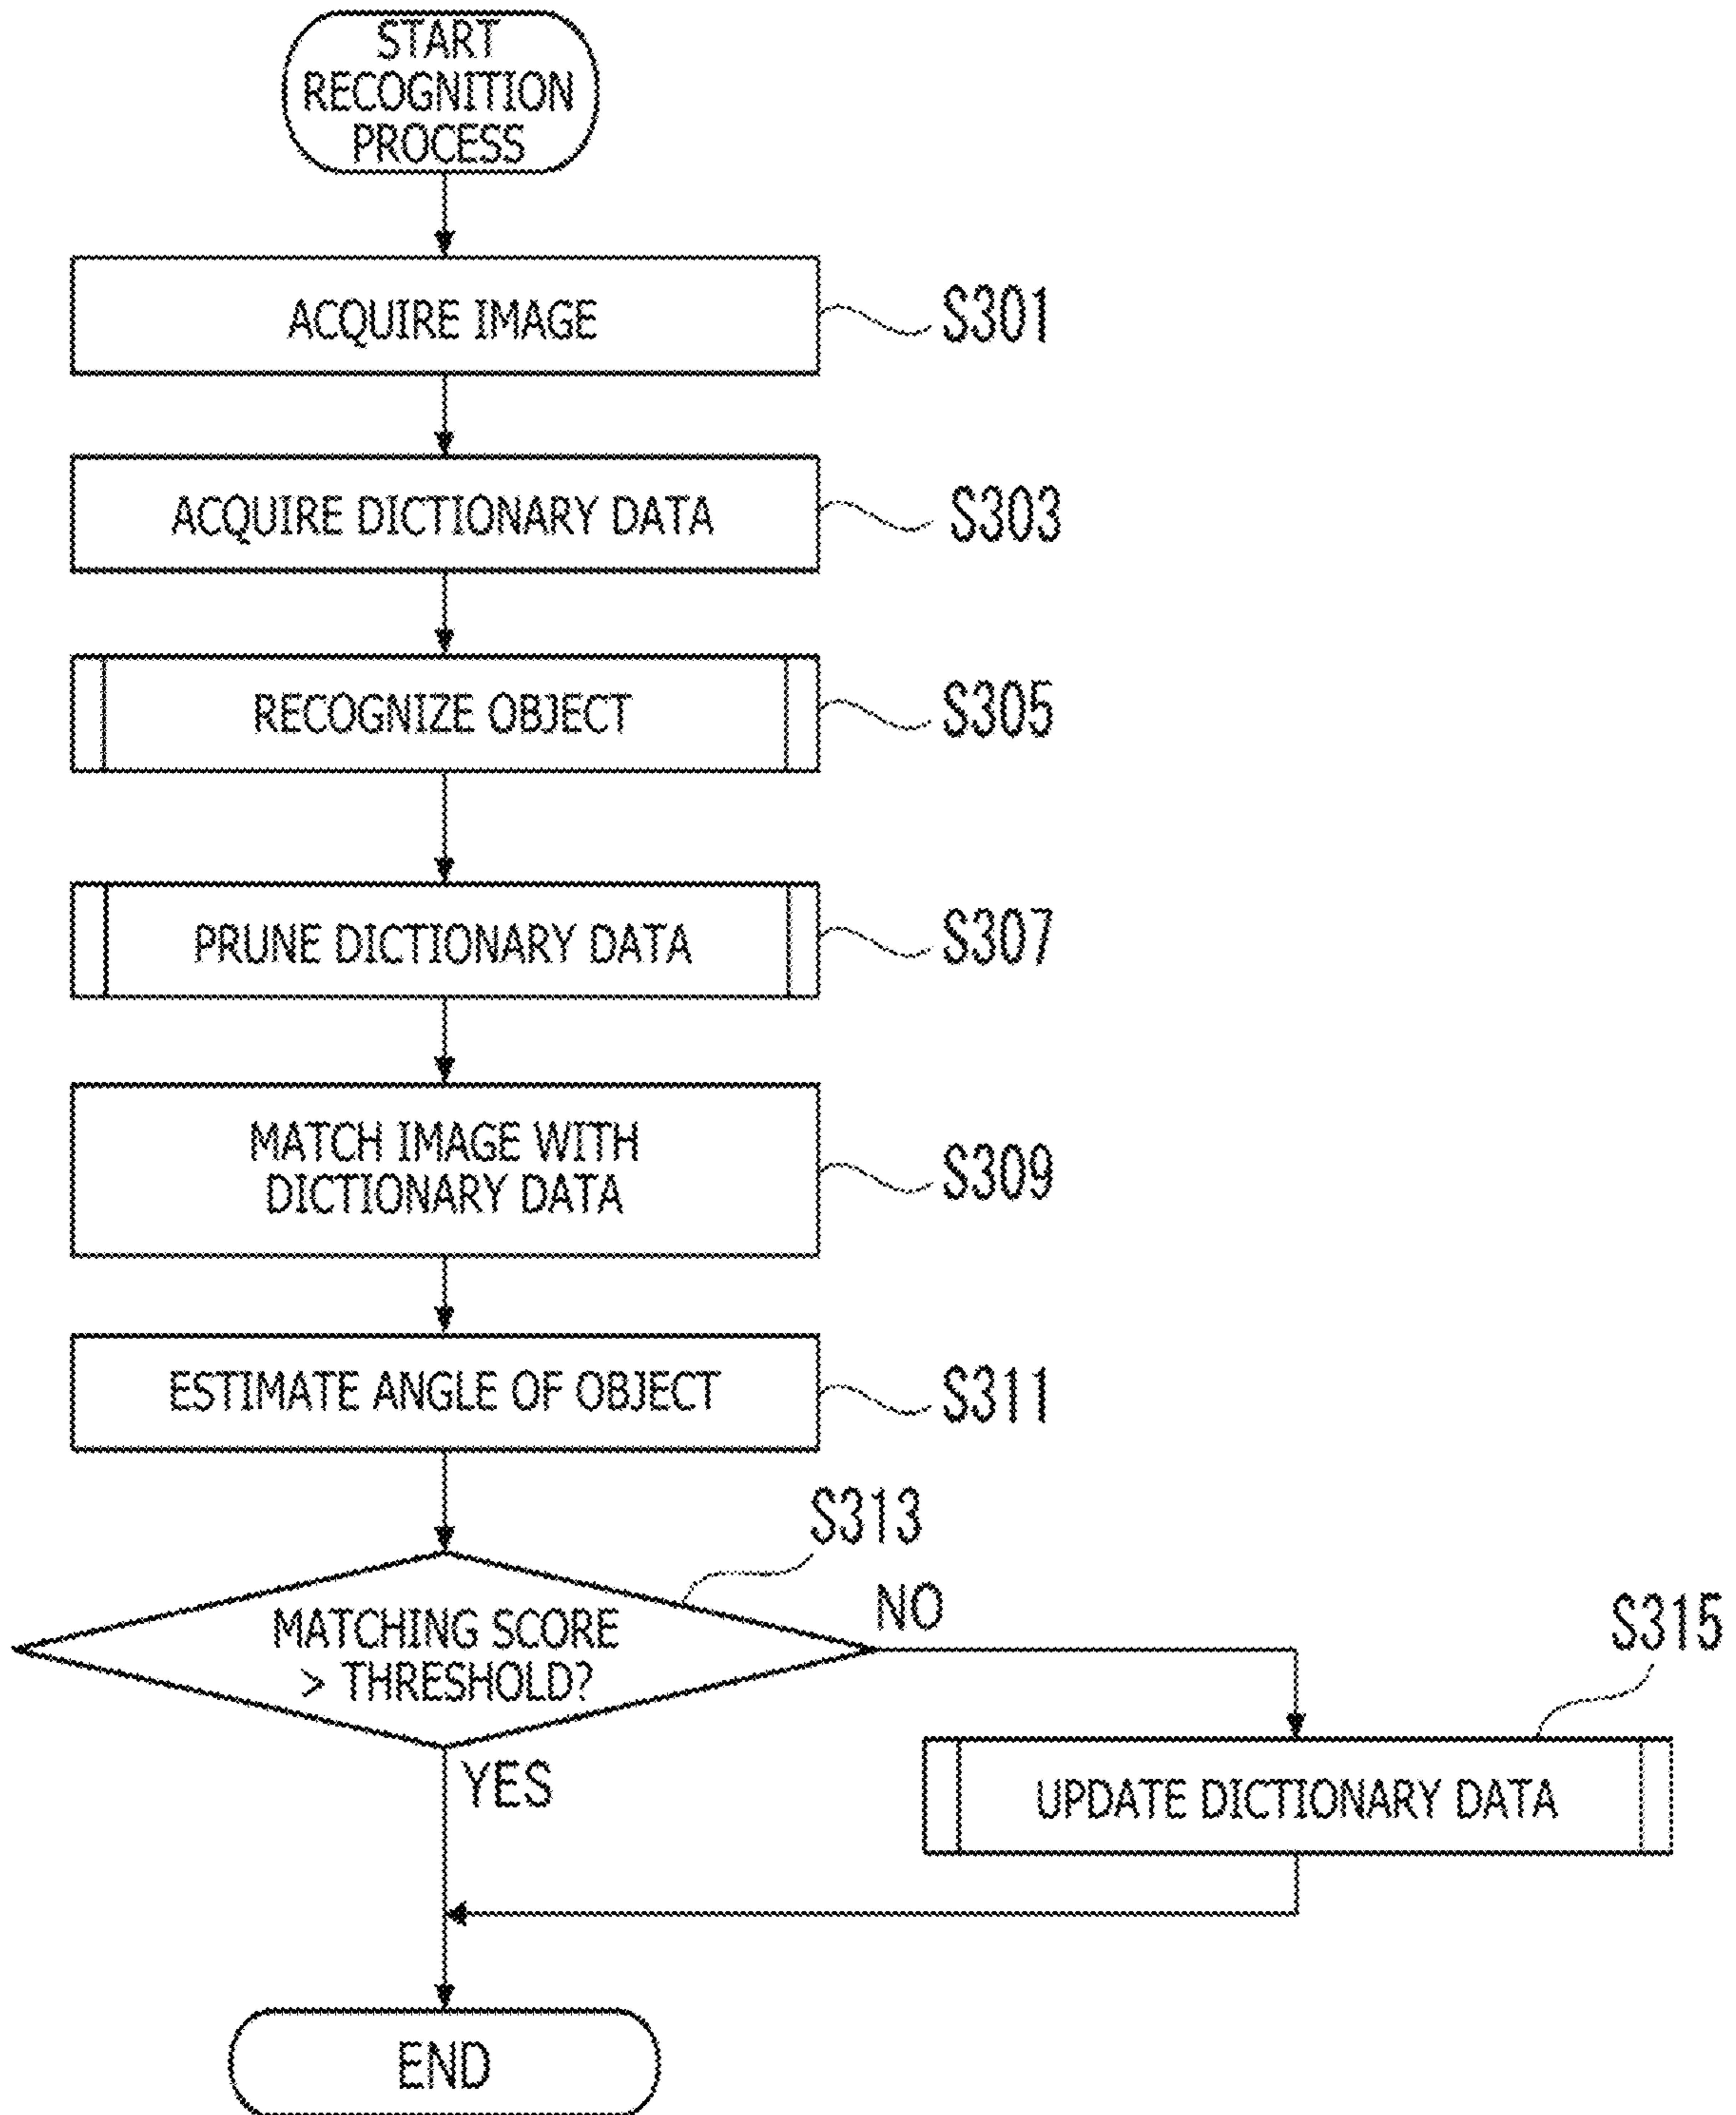 START
RECOGNITION
PROCESS
ACQUIRE IMAGE
S301
ACQUIRE DICTIONARY DATA
S303
RECOGNIZE OBJECT
S305
PRUNE DICTIONARY DATA
S307
MATCH IMAGE WITH
DICTIONARY DATA
S309
ESTIMATE ANGLE OF OBJECT
S311
S313
MATCHING SCORE
> THRESHOLD?
NO
YES
S315
UPDATE DICTIONARY DATA
END